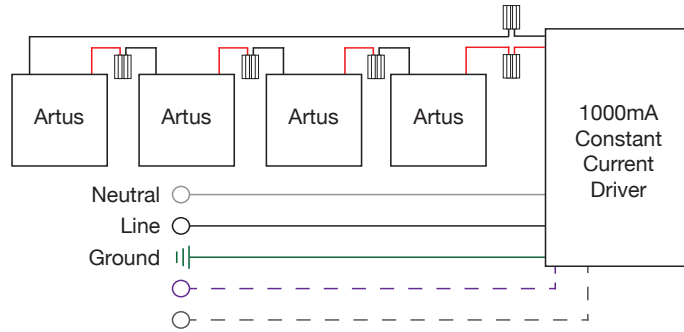 Artus
Artus
Artus
Artus
1000mA
Constant
Current
Driver
Neutral
Line
Ground